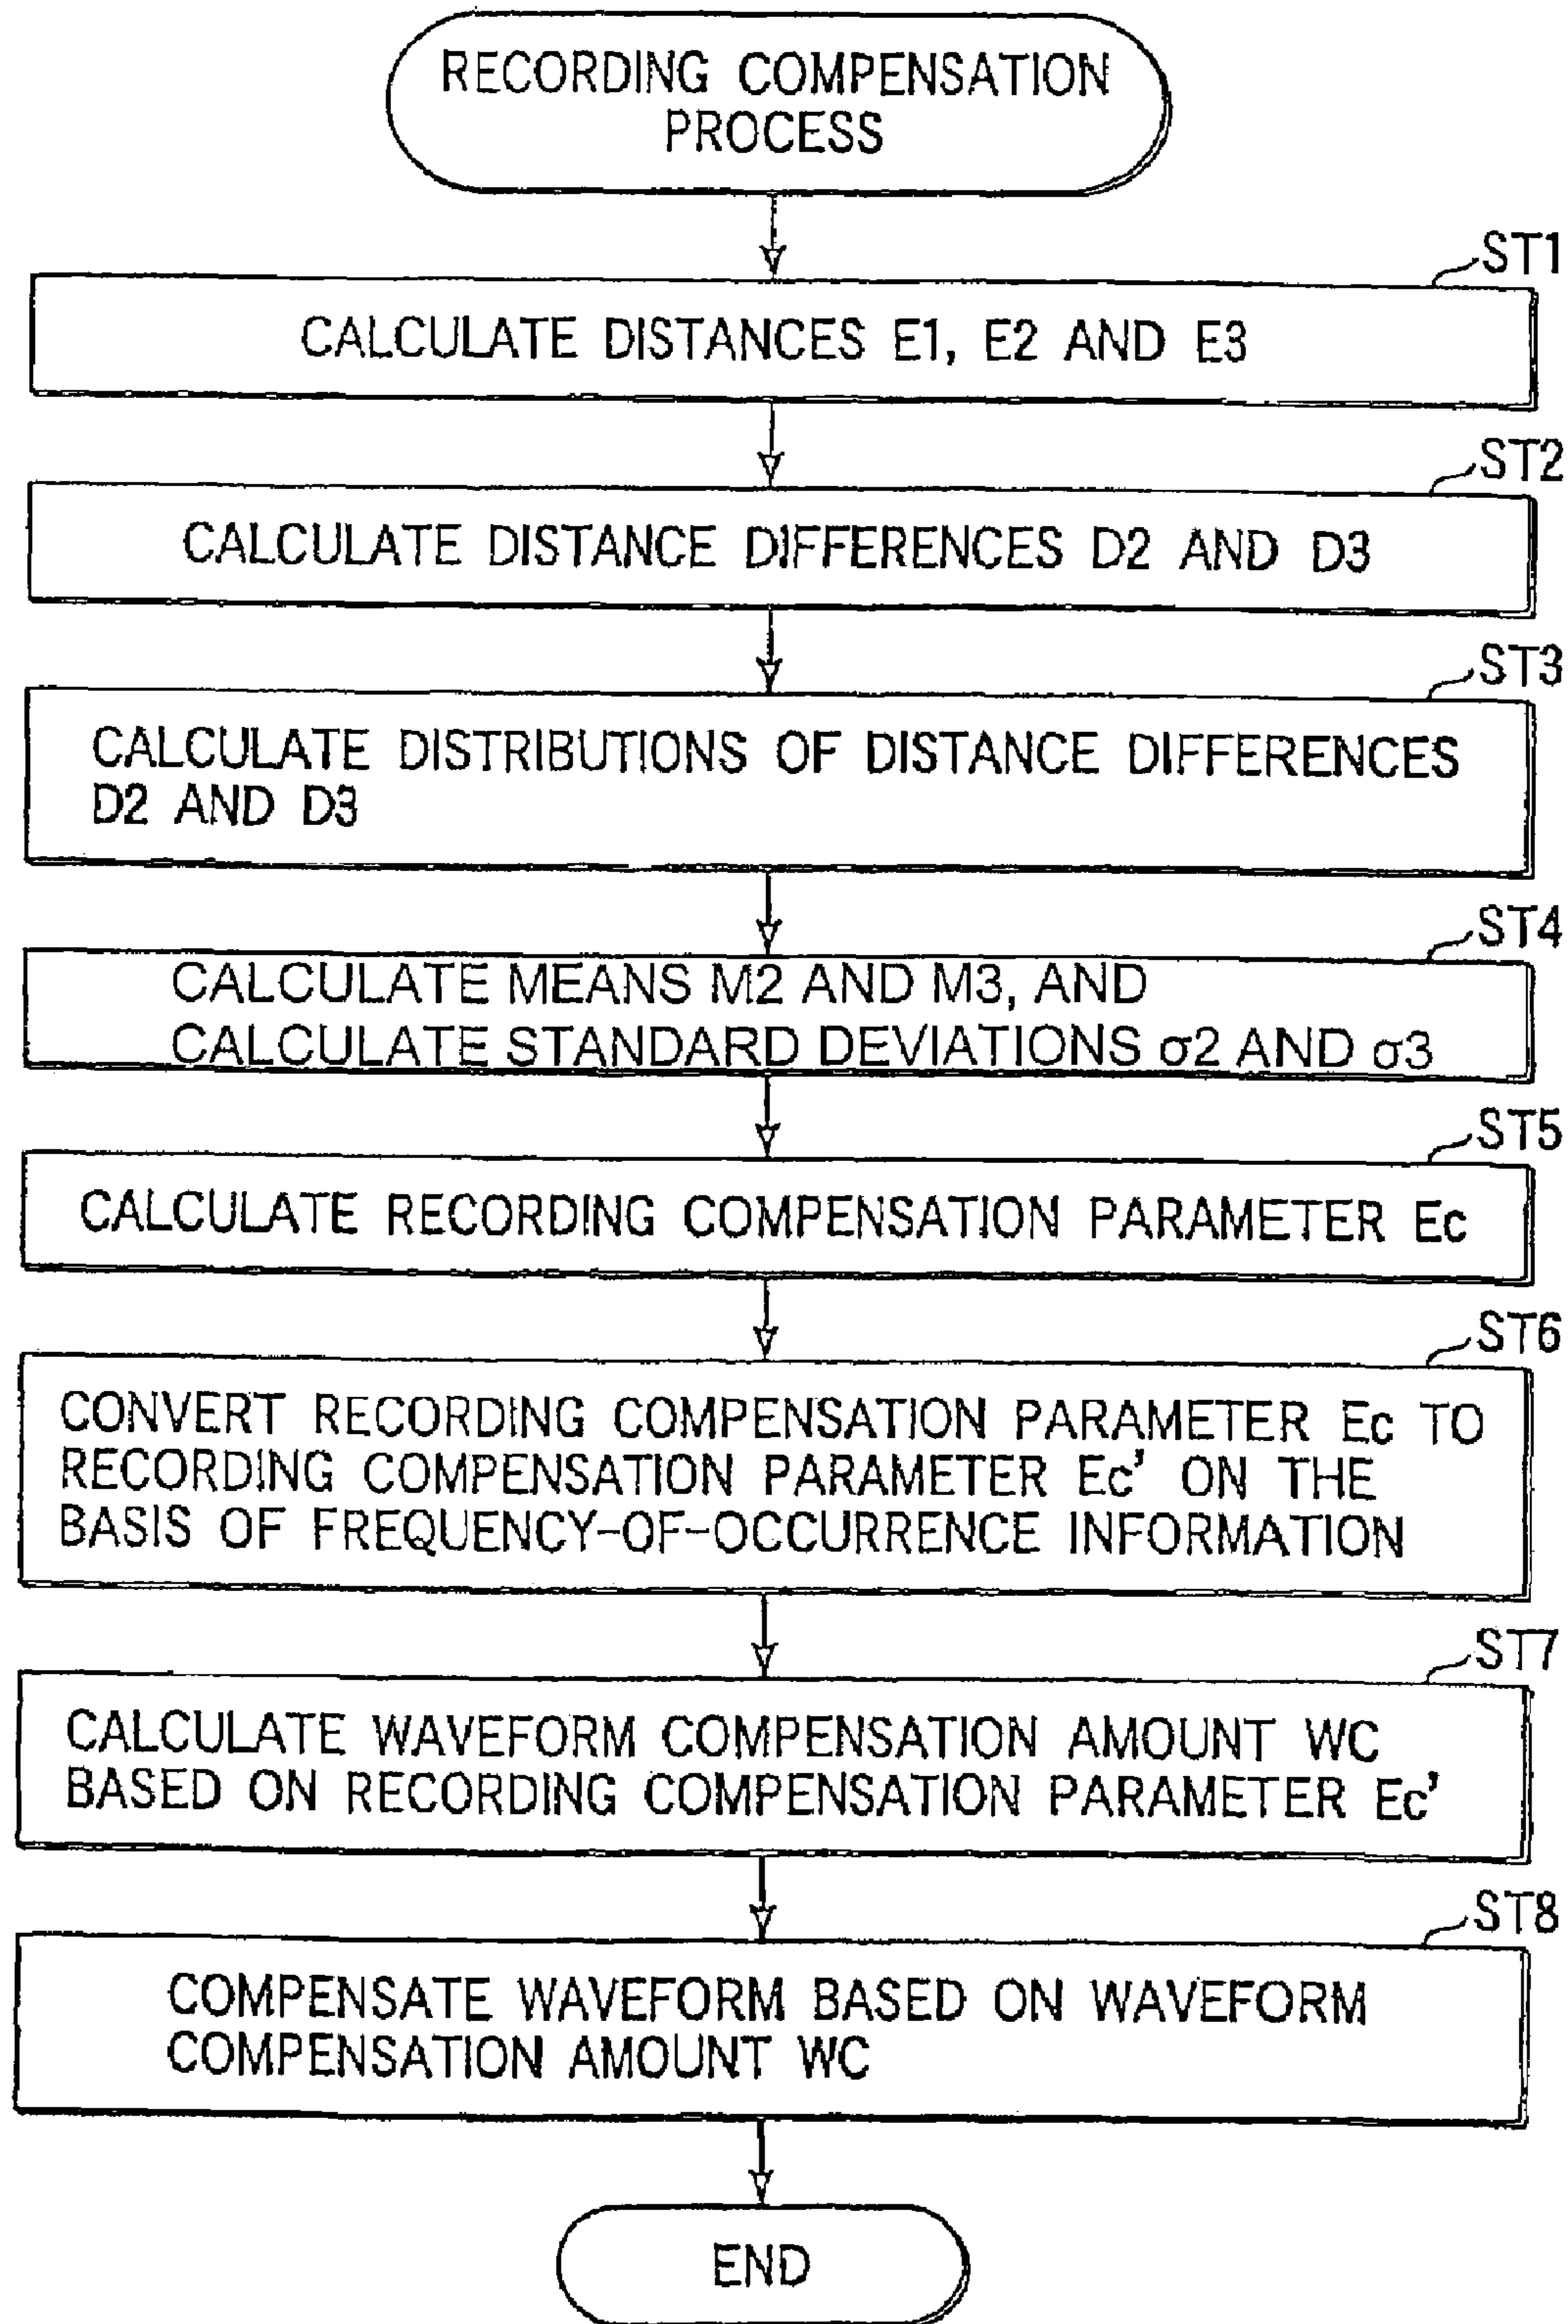 RECORDING COMPENSATION
PROCESS
ST1
CALCULATE DISTANCES E1, E2 AND E3
ST2
CALCULATE DISTANCE DIFFERENCES D2 AND D3
ST3
CALCULATE DISTRIBUTIONS OF DISTANCE DIFFERENCES
D2 AND D3
ST4
CALCULATE MEANS M2 AND M3, AND
CALCULATE STANDARD DEVIATIONS σ2 AND σ3
ST5
CALCULATE RECORDING COMPENSATION PARAMETER Ec
ST6
CONVERT RECORDING COMPENSATION PARAMETER Ec TO
RECORDING COMPENSATION PARAMETER Ec' ON THE
BASIS OF FREQUENCY-OF-OCCURRENCE INFORMATION
ST7
CALCULATE WAVEFORM COMPENSATION AMOUNT WC
BASED ON RECORDING COMPENSATION PARAMETER Ec'
ST8
COMPENSATE WAVEFORM BASED ON WAVEFORM
COMPENSATION AMOUNT WC
END